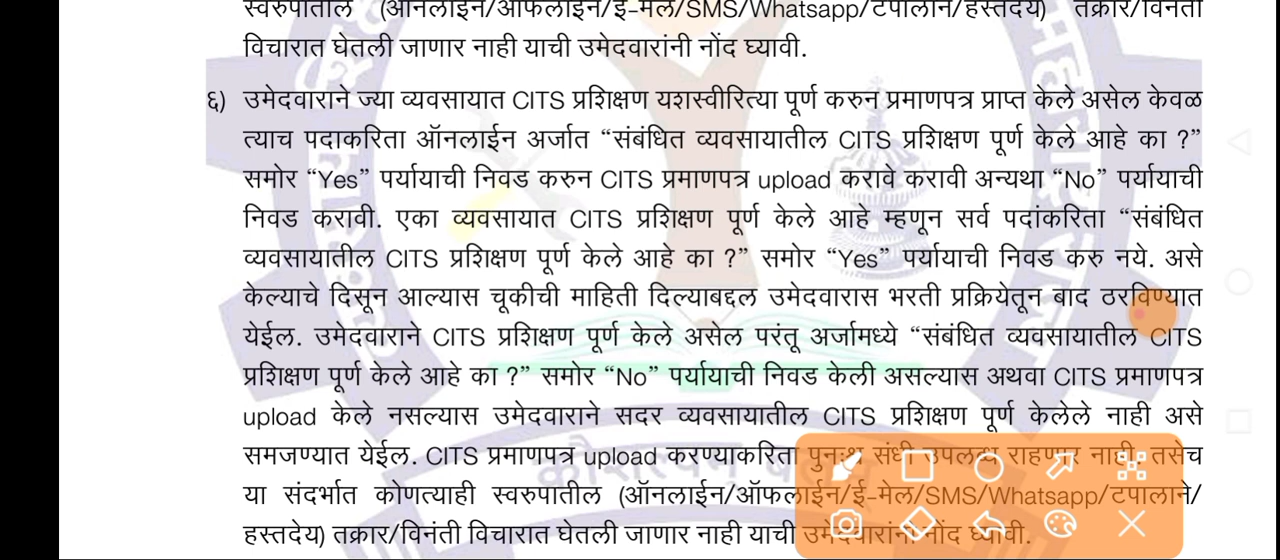 स्वरुपातील (ऑनलाईन/ऑफलाईन/ई-मेल/SMS/Whatsapp/टपालाने/हस्तदेय) तक्रार/विनंती
विचारात घेतली जाणार नाही याची उमेदवारांनी नोंद घ्यावी.
६) उमेदवाराने ज्या व्यवसायात CITS प्रशिक्षण यशस्वीरित्या पूर्ण करुन प्रमाणपत्र प्राप्त केले असेल केवळ
त्याच पदाकरिता ऑनलाईन अर्जात “संबंधित व्यवसायातील CITS प्रशिक्षण पूर्ण केले आहे का ?”
समोर “Yes” पर्यायाची निवड करुन CITS प्रमाणपत्र upload करावे करावी अन्यथा “No” पर्यायाची
निवड करावी. एका व्यवसायात CITS प्रशिक्षण पूर्ण केले आहे म्हणून सर्व पदांकरिता “संबंधित
व्यवसायातील CITS प्रशिक्षण पूर्ण केले आहे का ?” समोर “Yes” पर्यायाची निवड करु नये. असे
केल्याचे दिसून आल्यास चूकीची माहिती दिल्याबद्दल उमेदवारास भरती प्रक्रियेतून बाद ठरविण्यात
येईल. उमेदवाराने CITS प्रशिक्षण पूर्ण केले असेल परंतू अर्जामध्ये “संबंधित व्यवसायातील CITS
प्रशिक्षण पूर्ण केले आहे का ?” समोर “No” पर्यायाची निवड केली असल्यास अथवा CITS प्रमाणपत्र
upload केले नसल्यास उमेदवाराने सदर व्यवसायातील CITS प्रशिक्षण पूर्ण केलेले नाही असे
समजण्यात येईल. CITS प्रमाणपत्र upload करण्याकरिता पुनःश्च संधी उपलब्ध राहणार नाही. तसेच
या संदर्भात कोणत्याही स्वरुपातील (ऑनलाईन/ऑफलाईन/ई-मेल/SMS/Whatsapp/टपालाने/
हस्तदेय) तक्रार/विनंती विचारात घेतली जाणार नाही याची उमेदवारांनी नोंद घ्यावी.